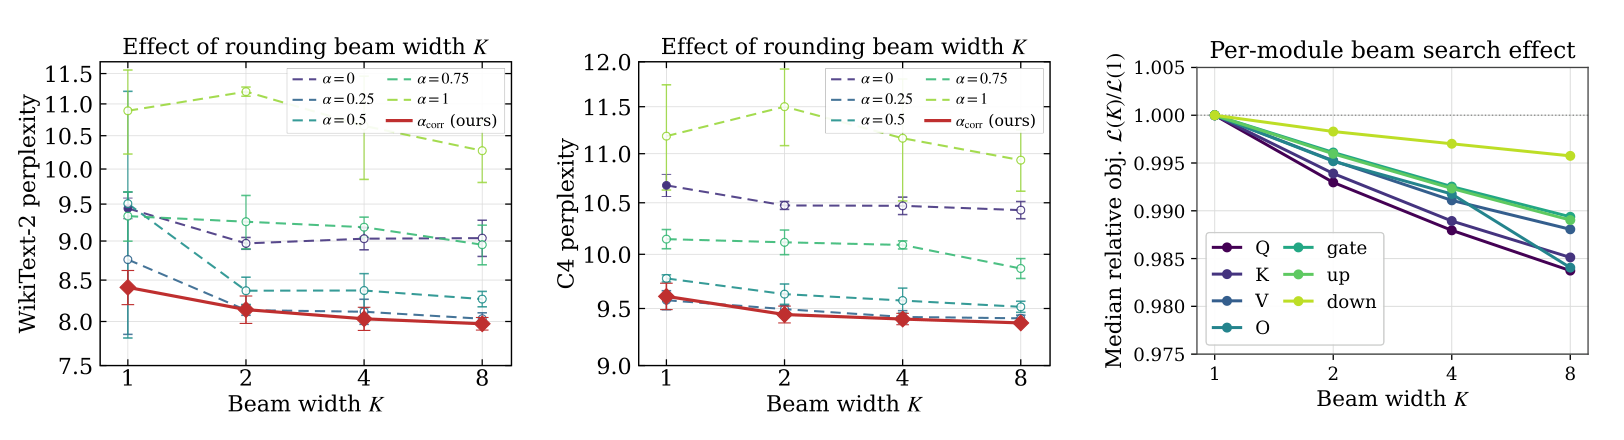 Effect of rounding beam width K
WikiText-2 perplexity
11.5
11.0
10.5
10.0
9.5
9.0
8.5
8.0
7.5
α = 0
α = 0.25
α = 0.5
α = 0.75
α = 1
α_corr (ours)
1 2 4 8
Beam width K
Effect of rounding beam width K
C4 perplexity
12.0
11.5
11.0
10.5
10.0
9.5
9.0
α = 0
α = 0.25
α = 0.5
α = 0.75
α = 1
α_corr (ours)
1 2 4 8
Beam width K
Per-module beam search effect
Median relative obj. ℒ(K)/ℒ(1)
1.005
1.000
0.995
0.990
0.985
0.980
0.975
Q
K
V
O
gate
up
down
1 2 4 8
Beam width K